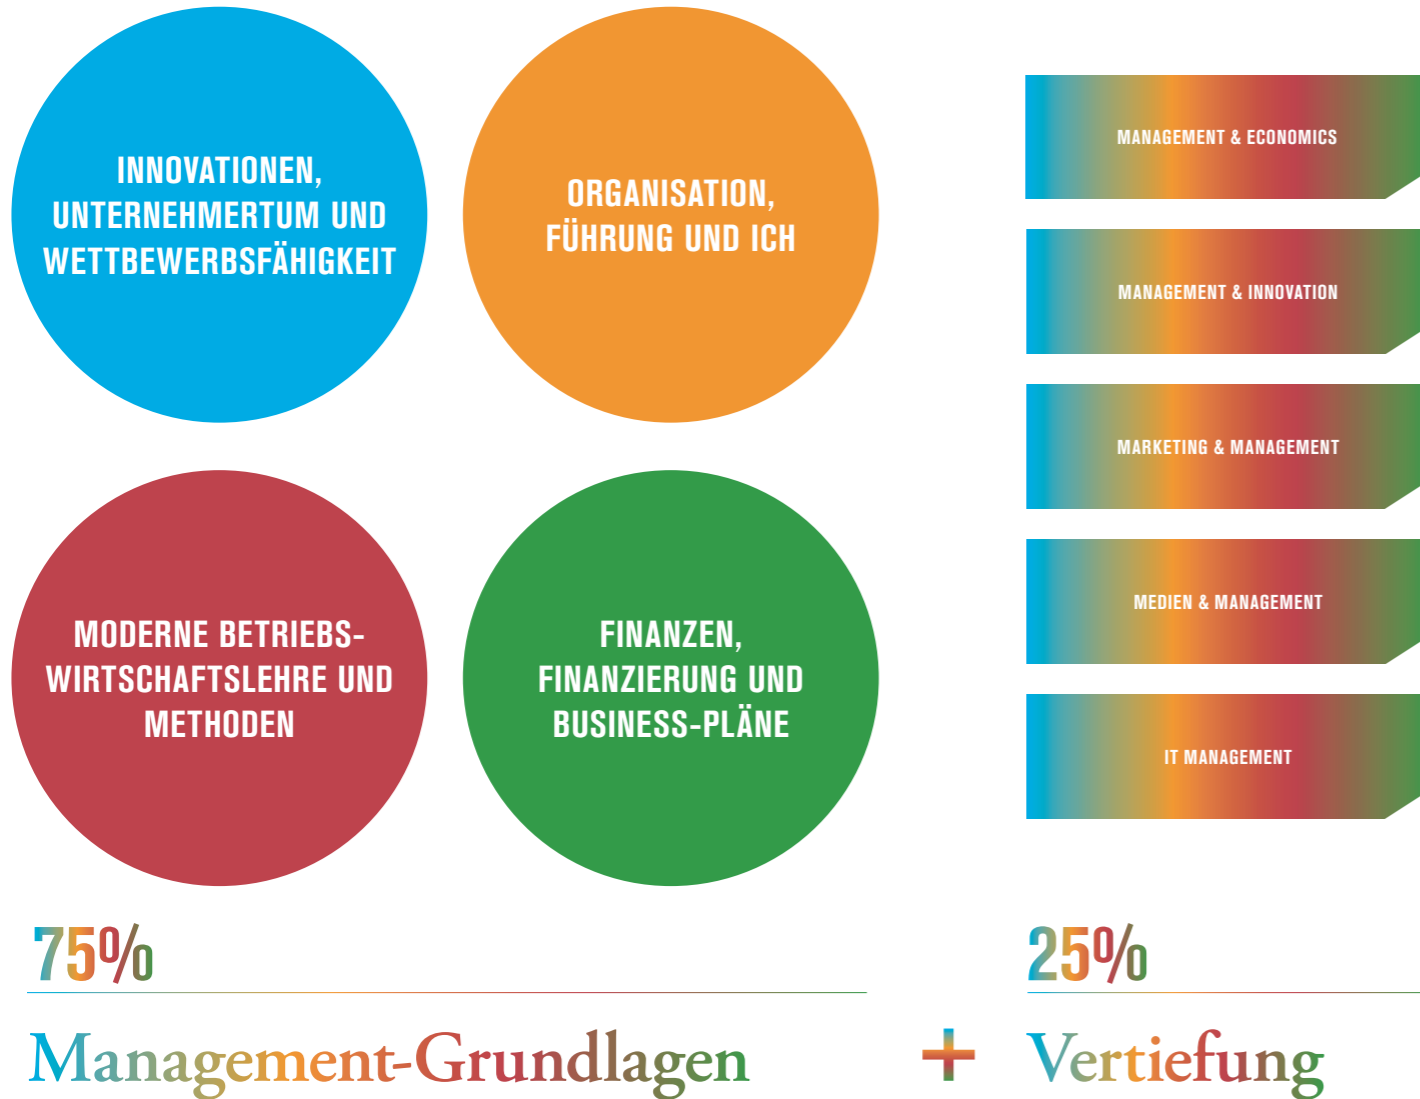 INNOVATIONEN,
UNTERNEHMERTUM UND
WETTBEWERBSFÄHIGKEIT
ORGANISATION,
FÜHRUNG UND ICH
MODERNE BETRIEBS-
WIRTSCHAFTSLEHRE UND
METHODEN
FINANZEN,
FINANZIERUNG UND
BUSINESS-PLÄNE
75%
Management-Grundlagen
+
MANAGEMENT & ECONOMICS
MANAGEMENT & INNOVATION
MARKETING & MANAGEMENT
MEDIEN & MANAGEMENT
IT MANAGEMENT
25%
Vertiefung